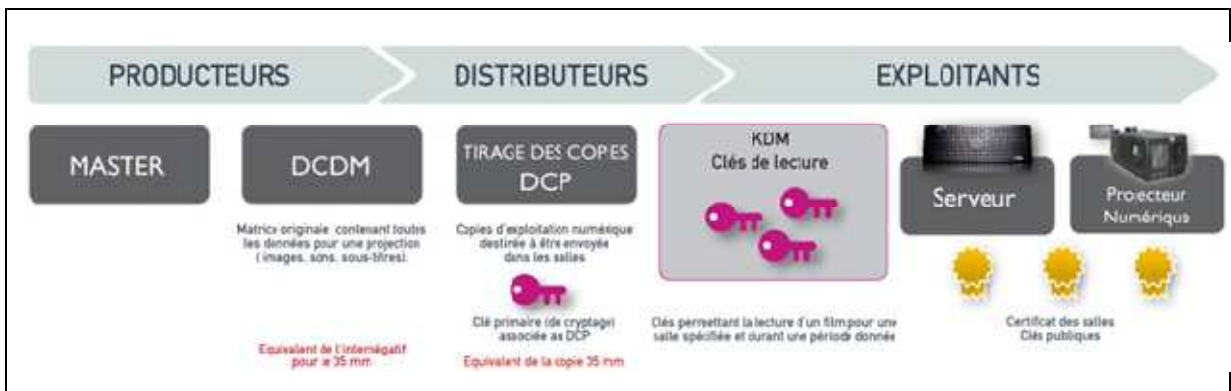 PRODUCTEURS
DISTRIBUTEURS
EXPLOITANTS
MASTER
DCDM
Matrice originale contenant toutes
les données pour une projection
(images, sons, sous-titres).
Equivalent de l'internégatif
pour le 35 mm
TIRAGE DES COPES
DCP
Copies d'exploitation numérique
destirée à être envoyée
dans les salles
Clé primaire (de cryptage)
associée as DCP
Equivalent de la copie 35 mm
KDM
Clés de lecture
Clés permettant la lecture d'un film pour une
salle spécifiée et durant une période donnée
Serveur
Projecteur
Numérique
Certificat des salles
Clés publiques